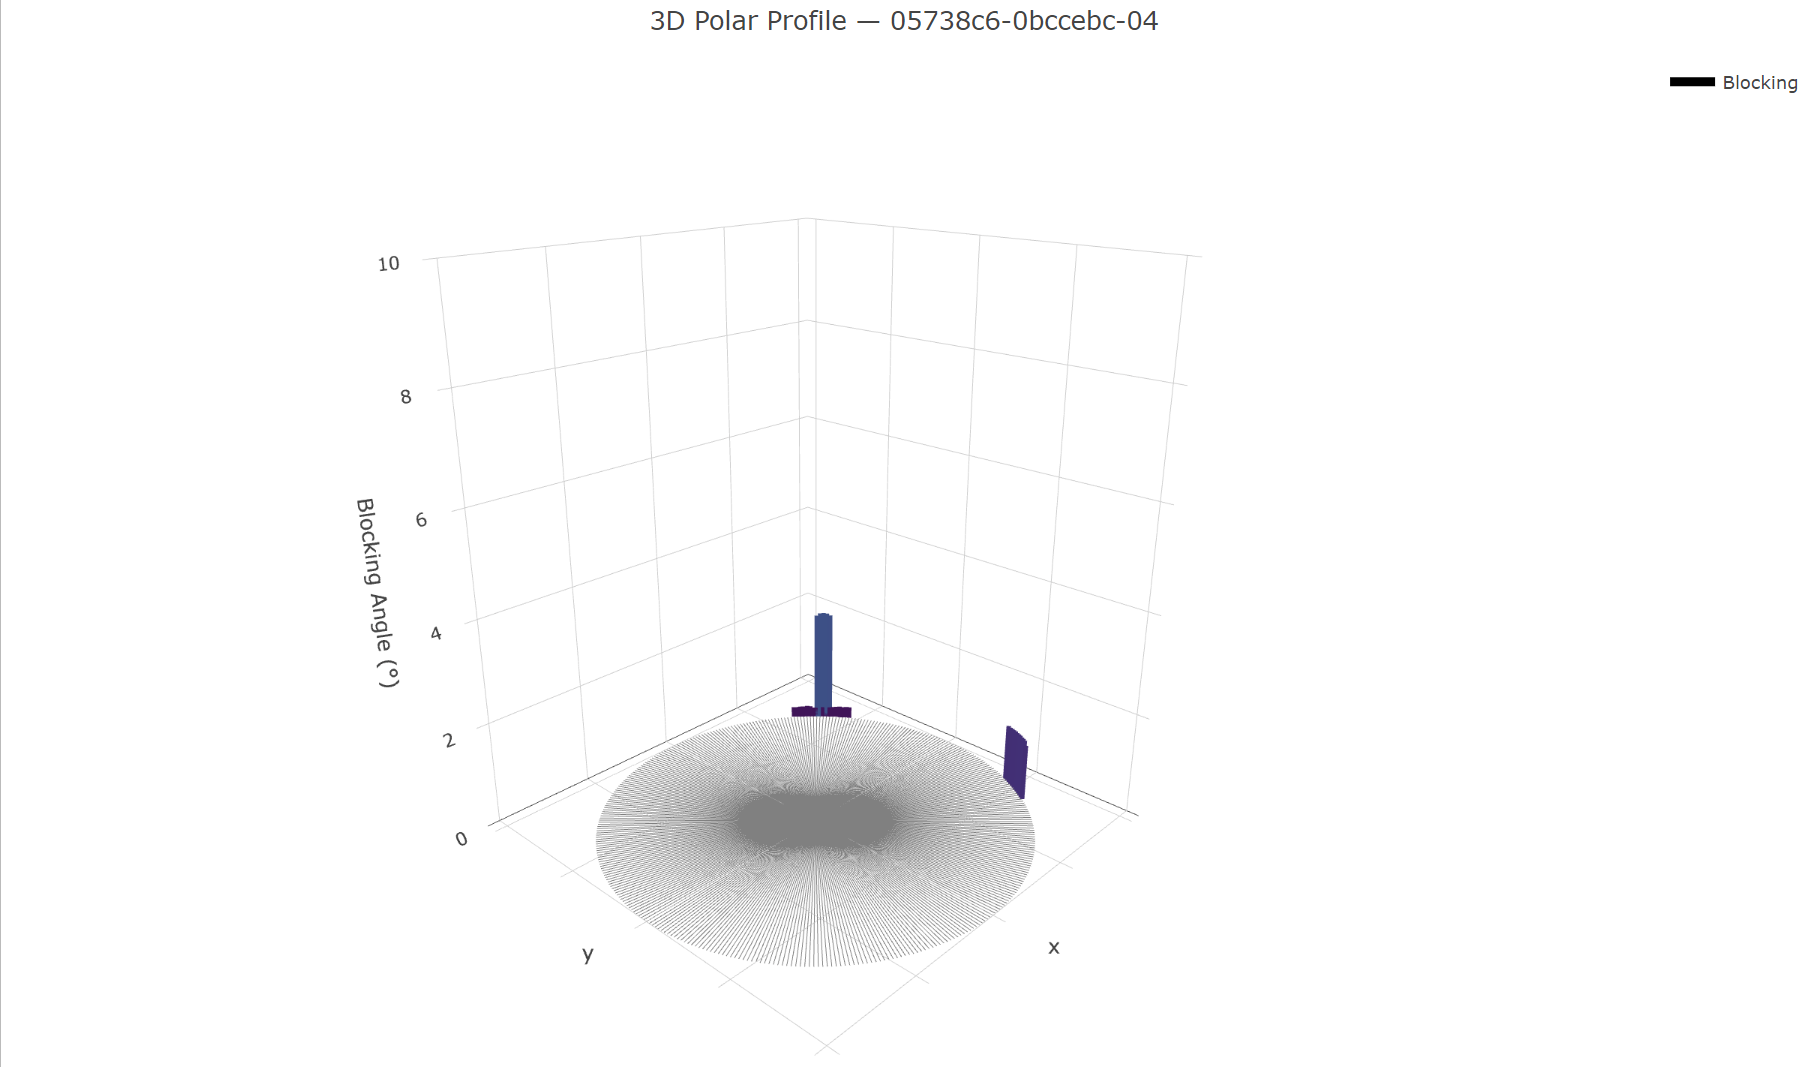 3D Polar Profile — 05738c6-0bccebc-04
Blocking
10
8
6
4
2
0
Blocking Angle (°)
y
x